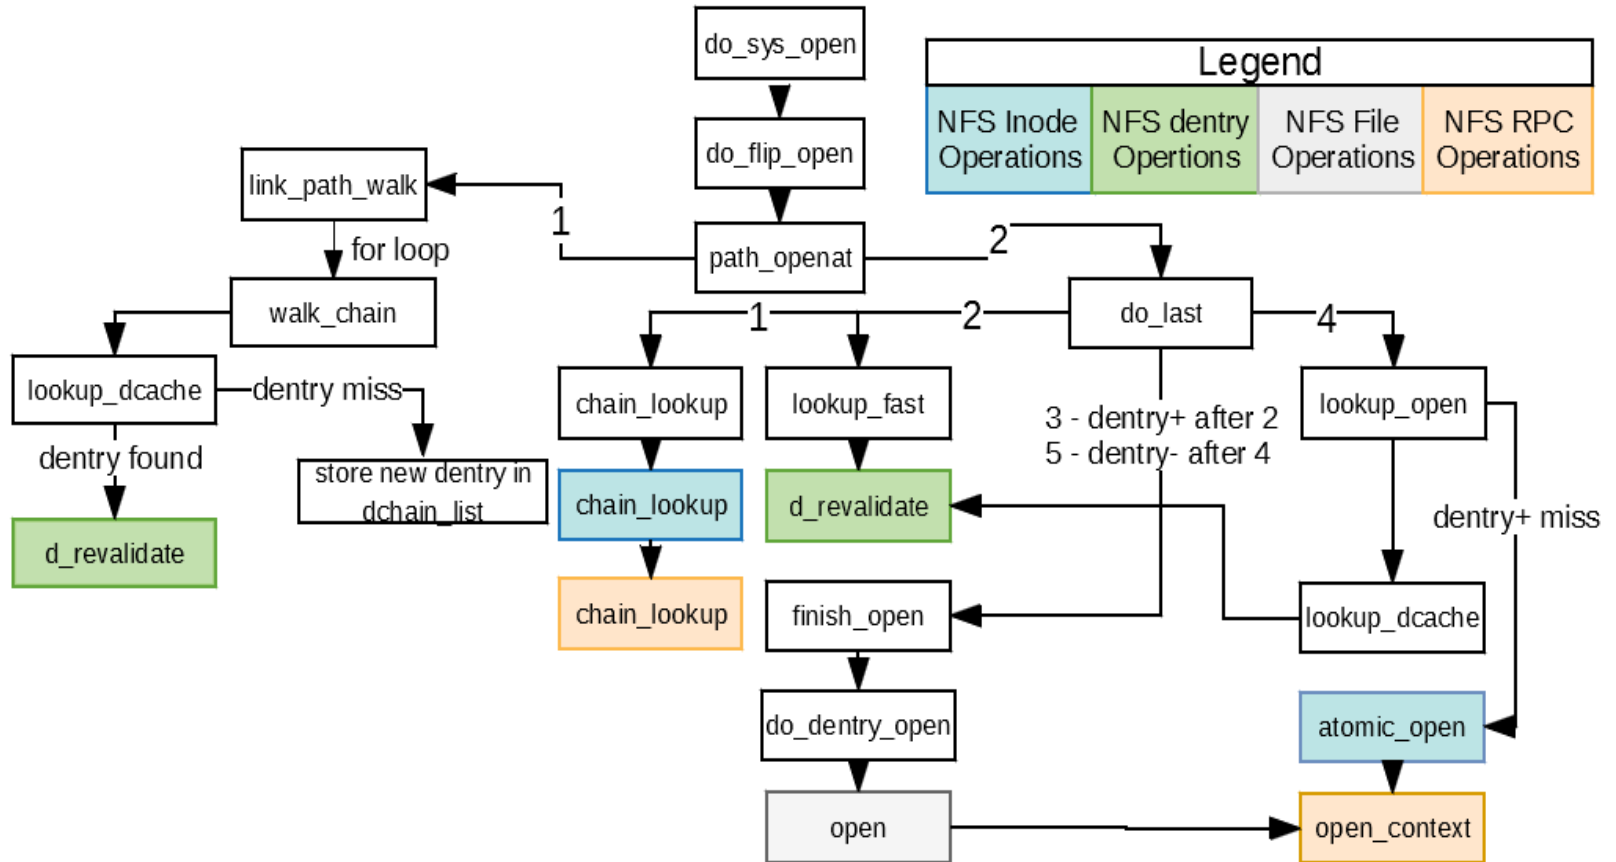 do_sys_open
Legend
NFS Inode
Operations
NFS dentry
Opertions
NFS File
Operations
NFS RPC
Operations
do_flip_open
link_path_walk
1
2
for loop
path_openat
walk_chain
1
2
do_last
4
lookup_dcache
dentry miss
chain_lookup
lookup_fast
3 - dentry+ after 2
5 - dentry- after 4
lookup_open
dentry found
store new dentry in
dchain_list
chain_lookup
d_revalidate
dentry+ miss
d_revalidate
chain_lookup
finish_open
lookup_dcache
do_dentry_open
atomic_open
open
open_context